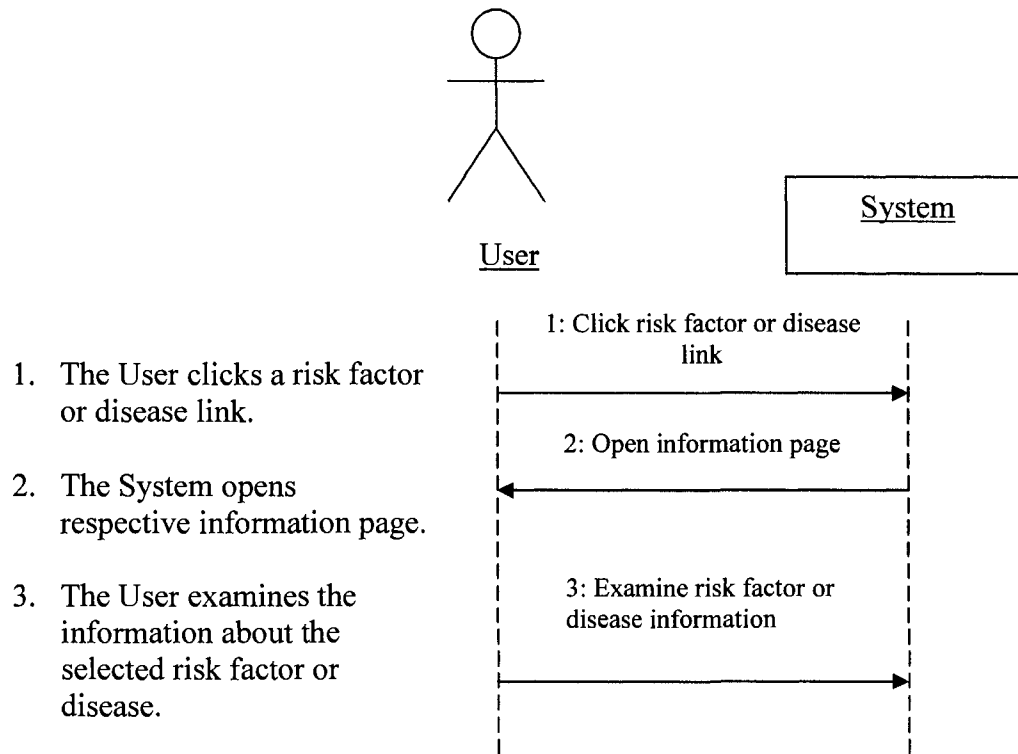 System
User
1: Click risk factor or disease
link
1. The User clicks a risk factor
or disease link.
2: Open information page
2. The System opens
respective information page.
3: Examine risk factor or
disease information
3. The User examines the
information about the
selected risk factor or
disease.